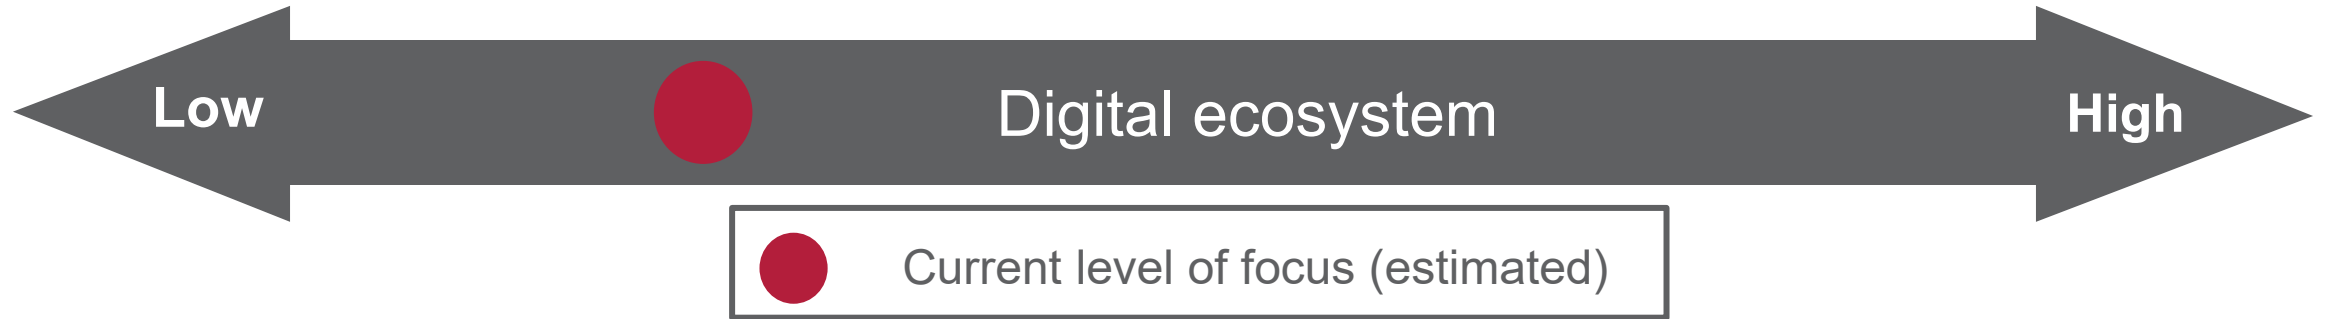 Low
Digital ecosystem
High
Current level of focus (estimated)